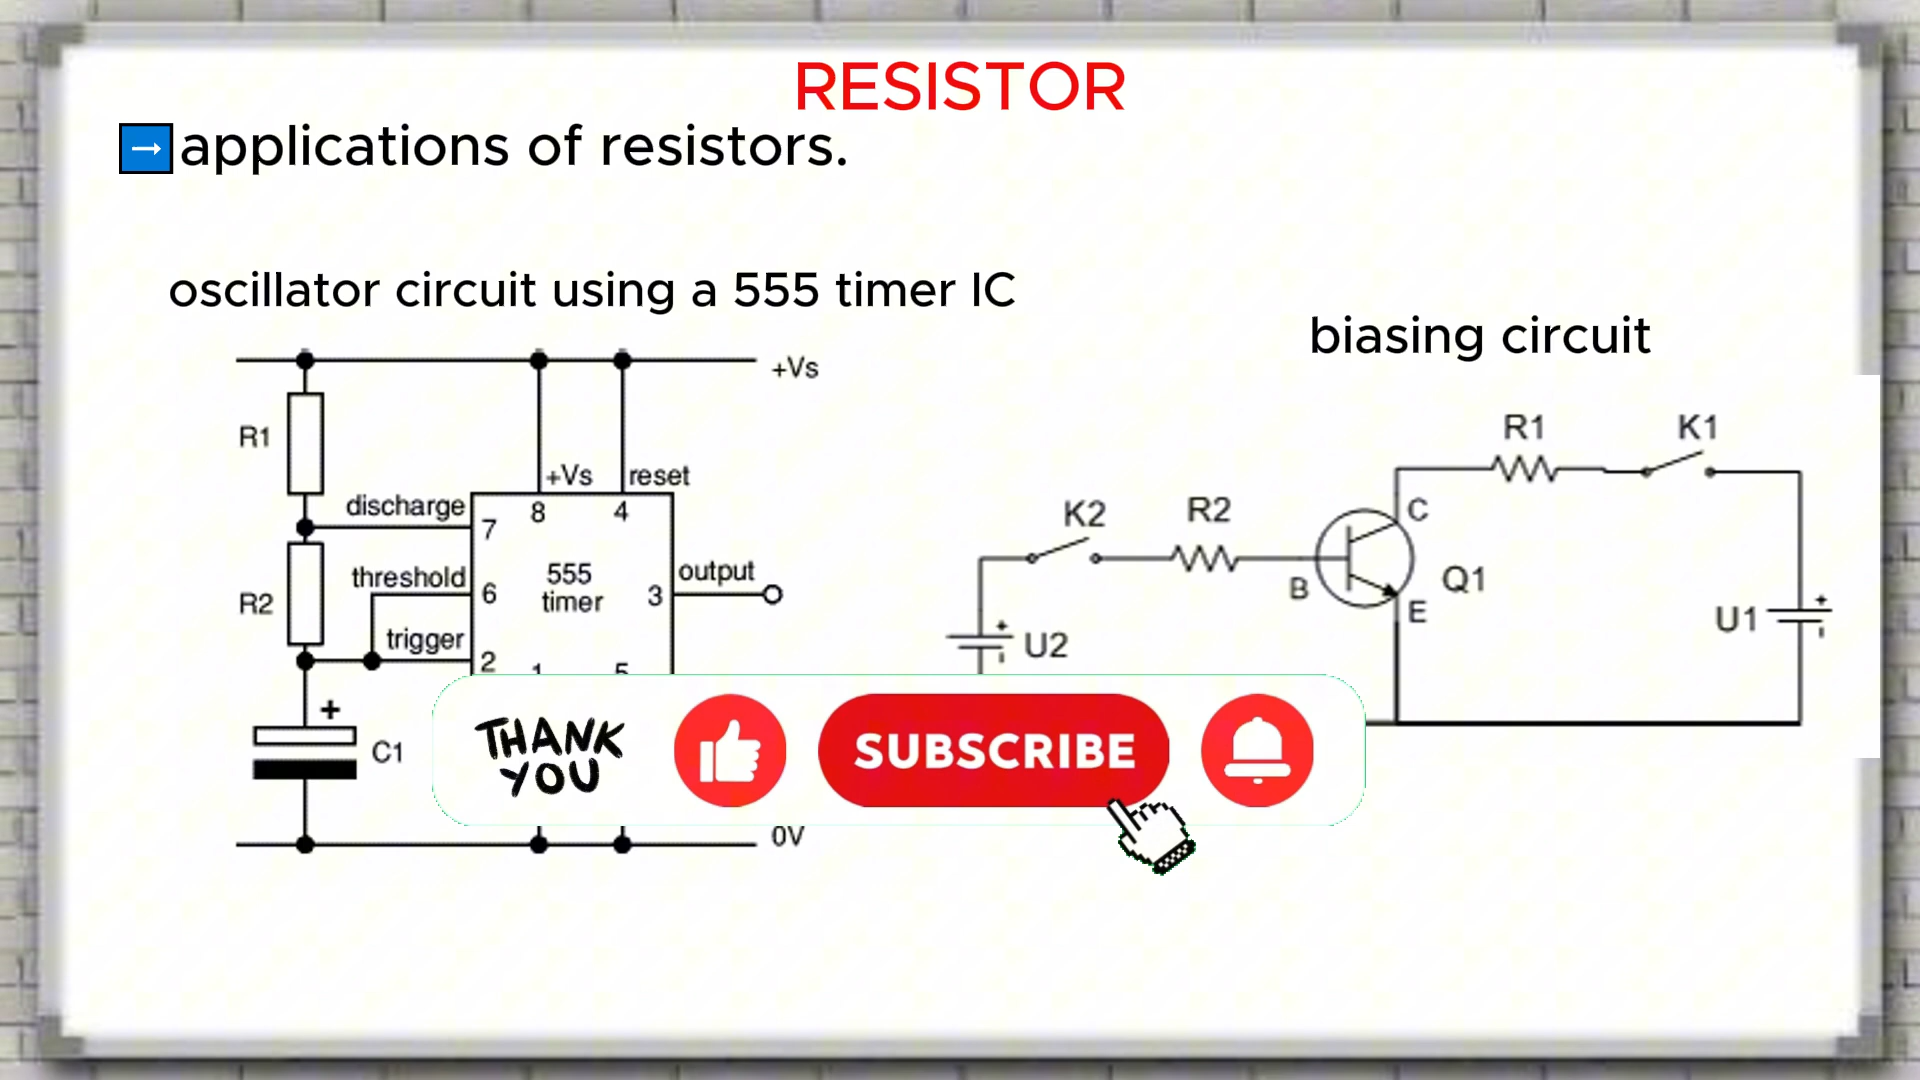 RESISTOR
applications of resistors.
oscillator circuit using a 555 timer IC
biasing circuit
+Vs
R1
+Vs
reset
discharge
8
4
7
threshold
555
timer
output
R2
6
3
trigger
2
1
5
+
C1
0V
R1
K1
K2
R2
C
B
Q1
E
U1
+
+
U2
THANK
YOU
SUBSCRIBE